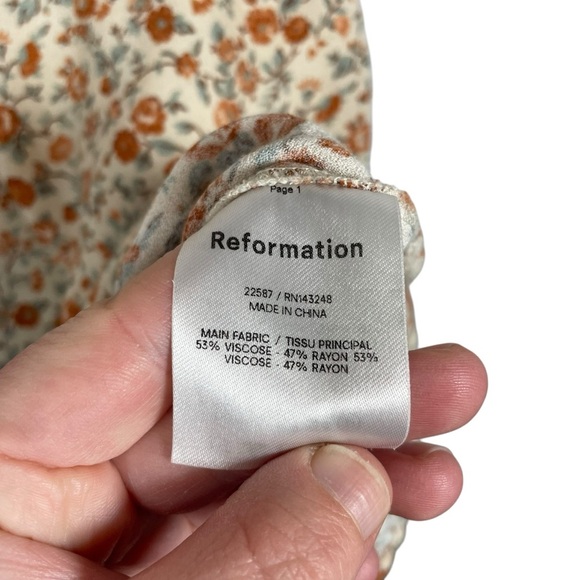 Page 1
Reformation
22587 / RN143248
MADE IN CHINA
MAIN FABRIC / TISSU PRINCIPAL
53% VISCOSE - 47% RAYON 53%
VISCOSE - 47% RAYON